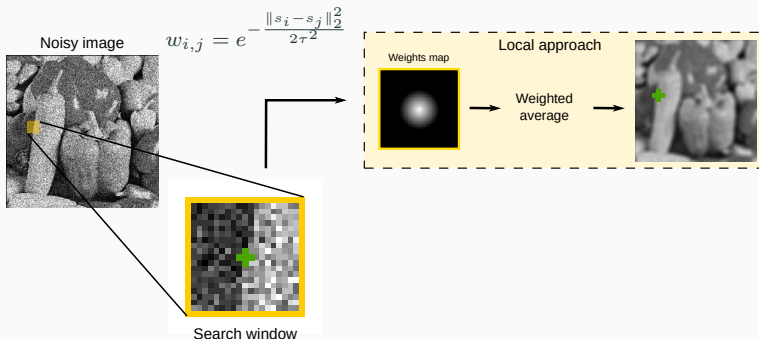 Noisy image
w_{i,j} = e^{-\frac{\|s_i - s_j\|_2^2}{2\tau^2}}
Local approach
Weights map
Weighted
average
Search window